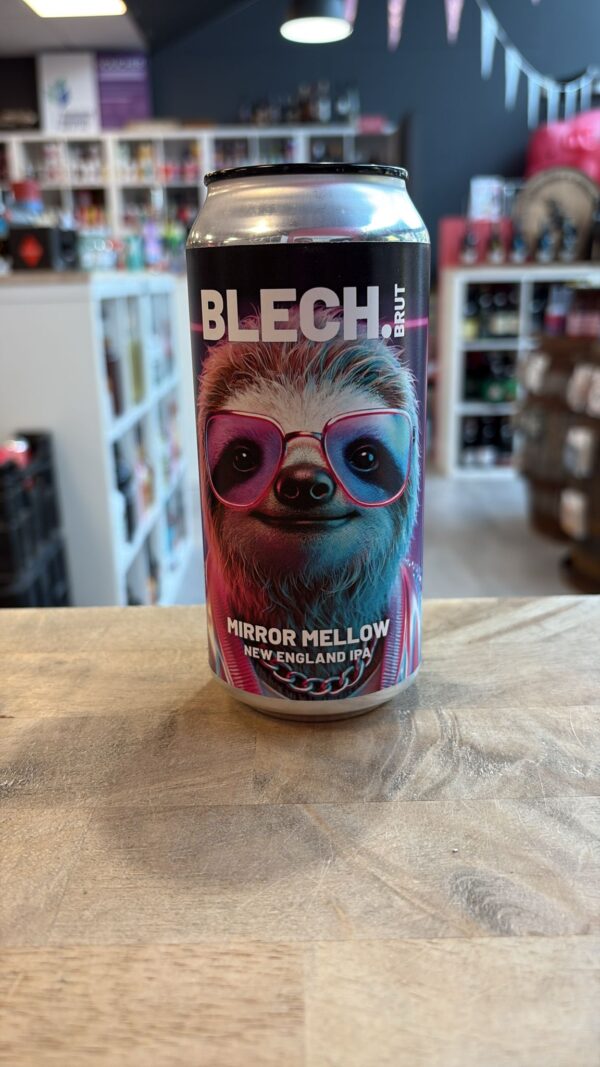 BLECH.
BRUT
MIRROR MELLOW
NEW ENGLAND IPA